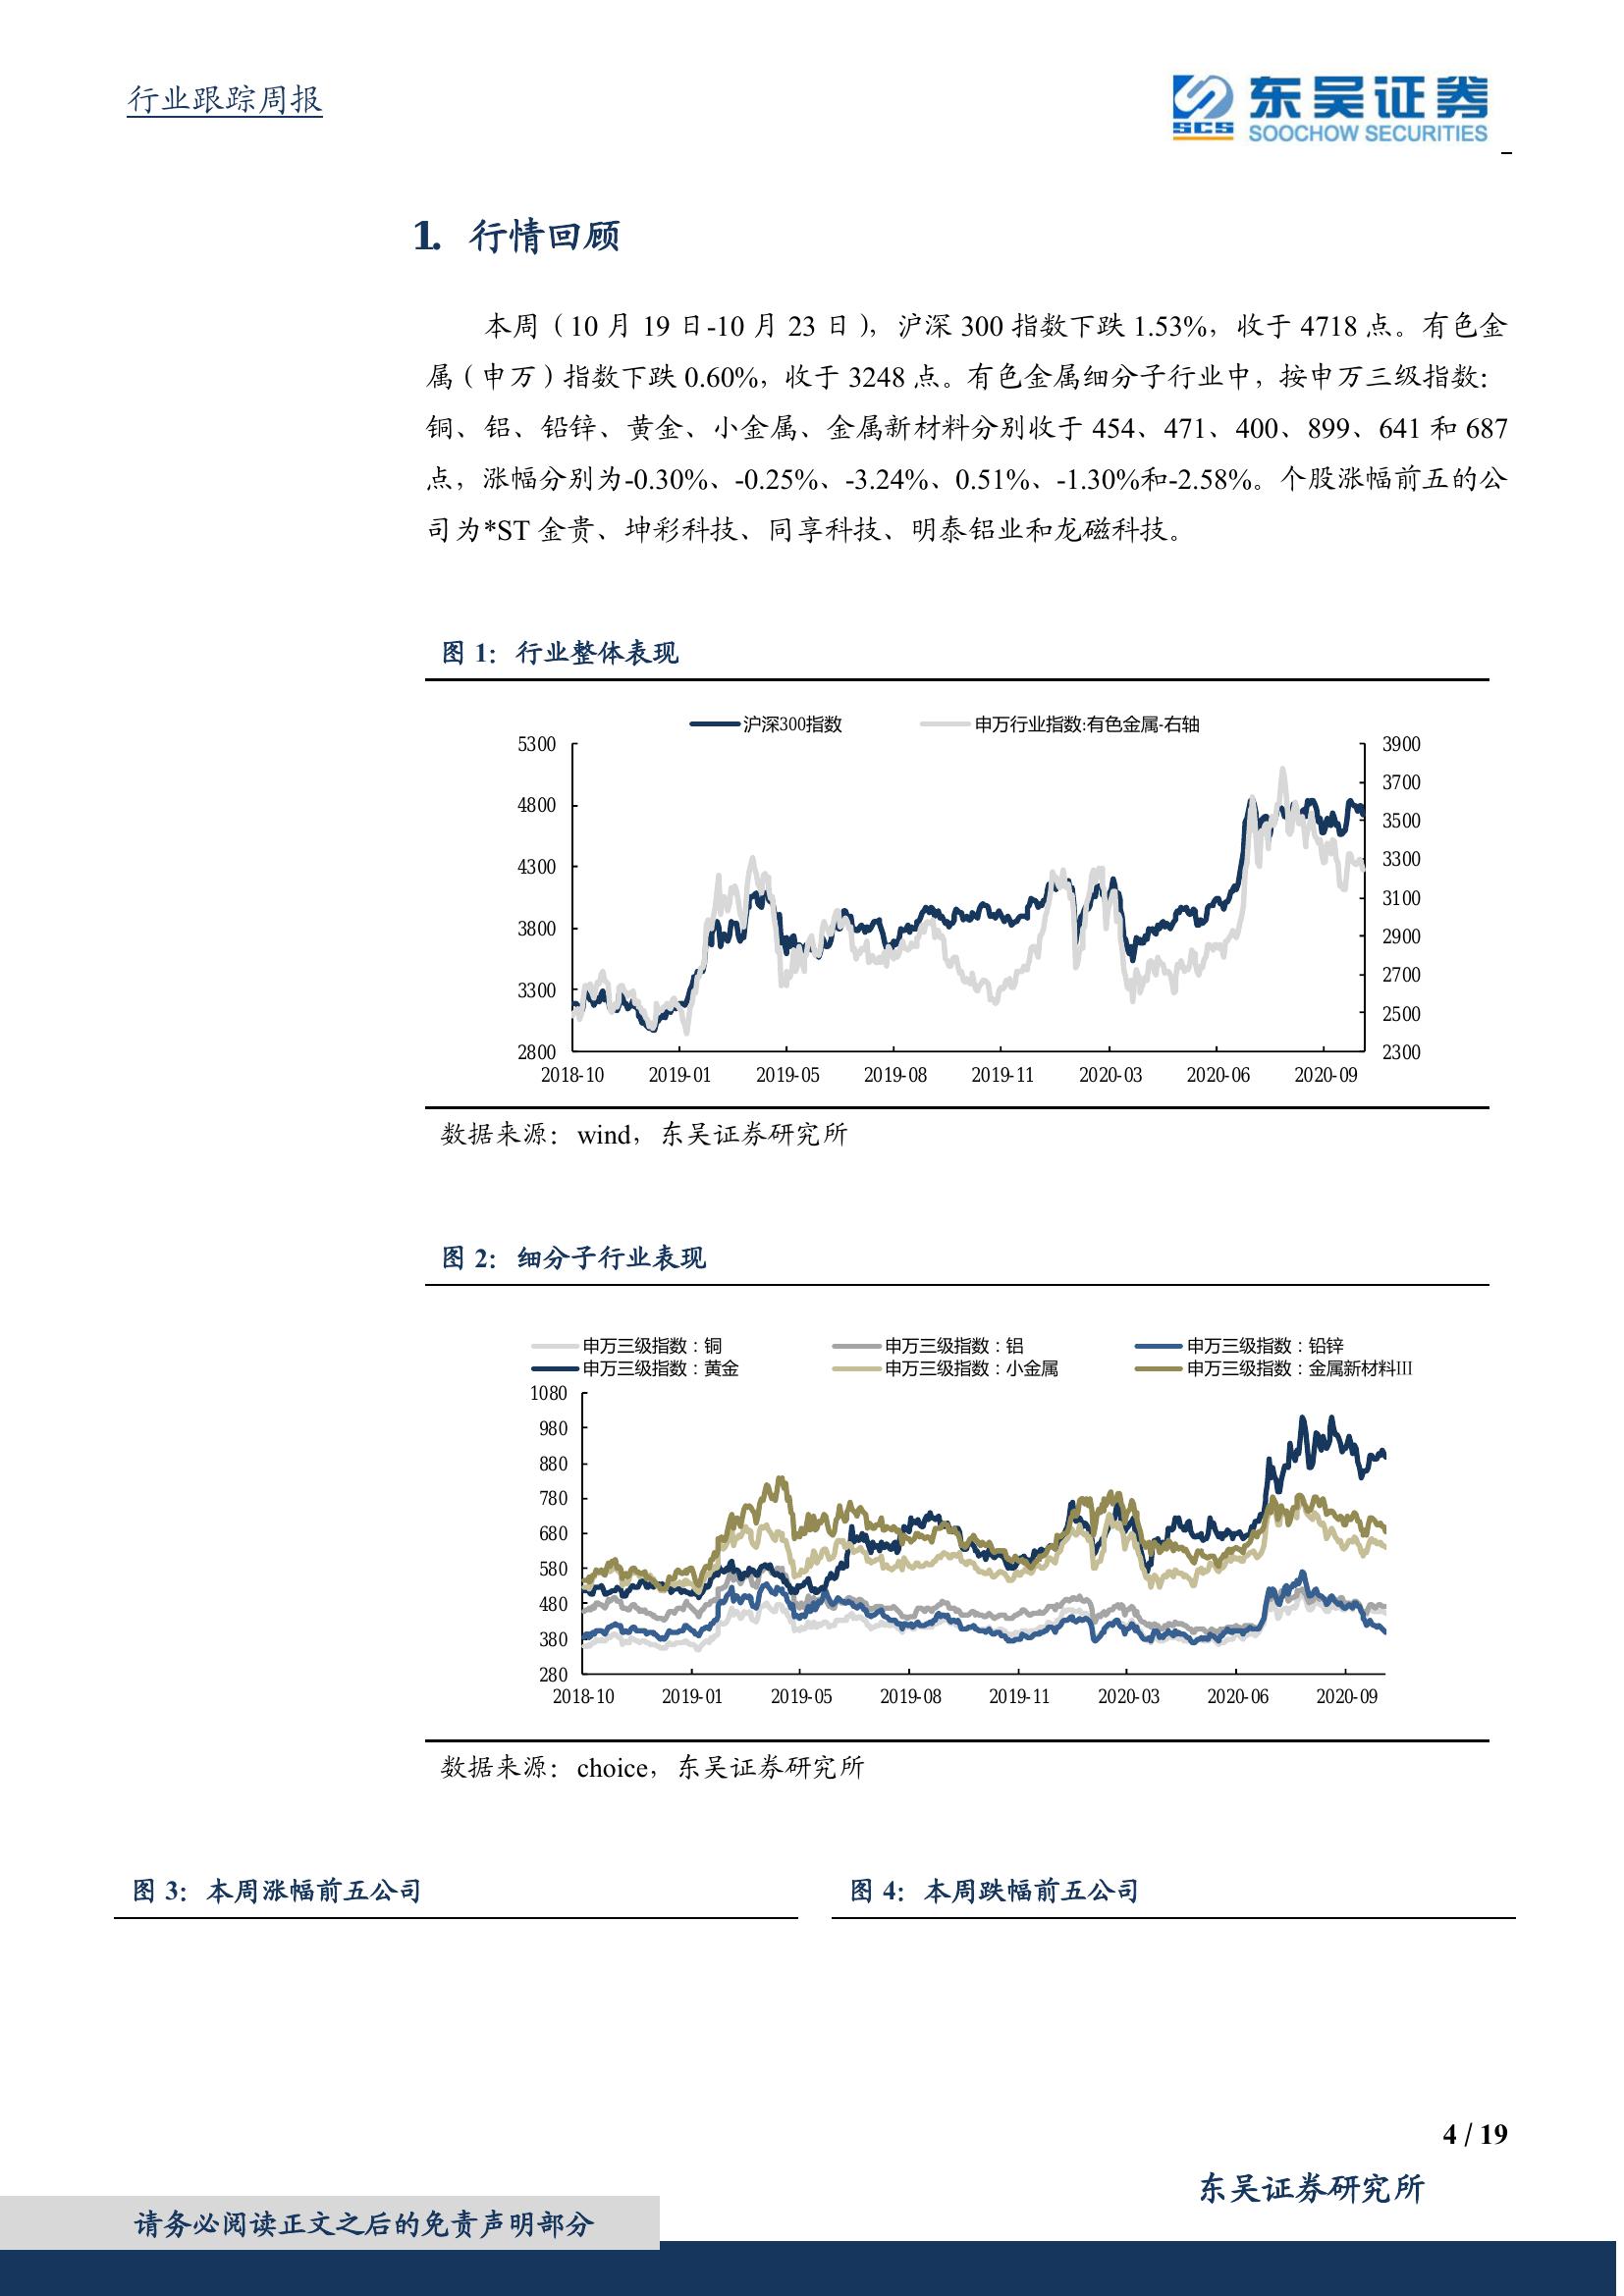 行业跟踪周报
SCS 东吴证券
SOOCHOW SECURITIES
1. 行情回顾
本周（10 月 19 日-10 月 23 日），沪深 300 指数下跌 1.53%，收于 4718 点。有色金
属（申万）指数下跌 0.60%，收于 3248 点。有色金属细分子行业中，按申万三级指数：
铜、铝、铅锌、黄金、小金属、金属新材料分别收于 454、471、400、899、641 和 687
点，涨幅分别为-0.30%、-0.25%、-3.24%、0.51%、-1.30%和-2.58%。个股涨幅前五的公
司为*ST 金贵、坤彩科技、同享科技、明泰铝业和龙磁科技。
图 1：行业整体表现
沪深300指数 申万行业指数:有色金属-右轴
5300 3900
3700
4800
3500
4300 3300
3100
3800
2900
3300 2700
2500
2800 2300
2018-10 2019-01 2019-05 2019-08 2019-11 2020-03 2020-06 2020-09
数据来源：wind，东吴证券研究所
图 2：细分子行业表现
申万三级指数：铜 申万三级指数：铝 申万三级指数：铅锌
申万三级指数：黄金 申万三级指数：小金属 申万三级指数：金属新材料III
1080
980
880
780
680
580
480
380
280
2018-10 2019-01 2019-05 2019-08 2019-11 2020-03 2020-06 2020-09
数据来源：choice，东吴证券研究所
图 3：本周涨幅前五公司 图 4：本周跌幅前五公司
4 / 19
东吴证券研究所
请务必阅读正文之后的免责声明部分